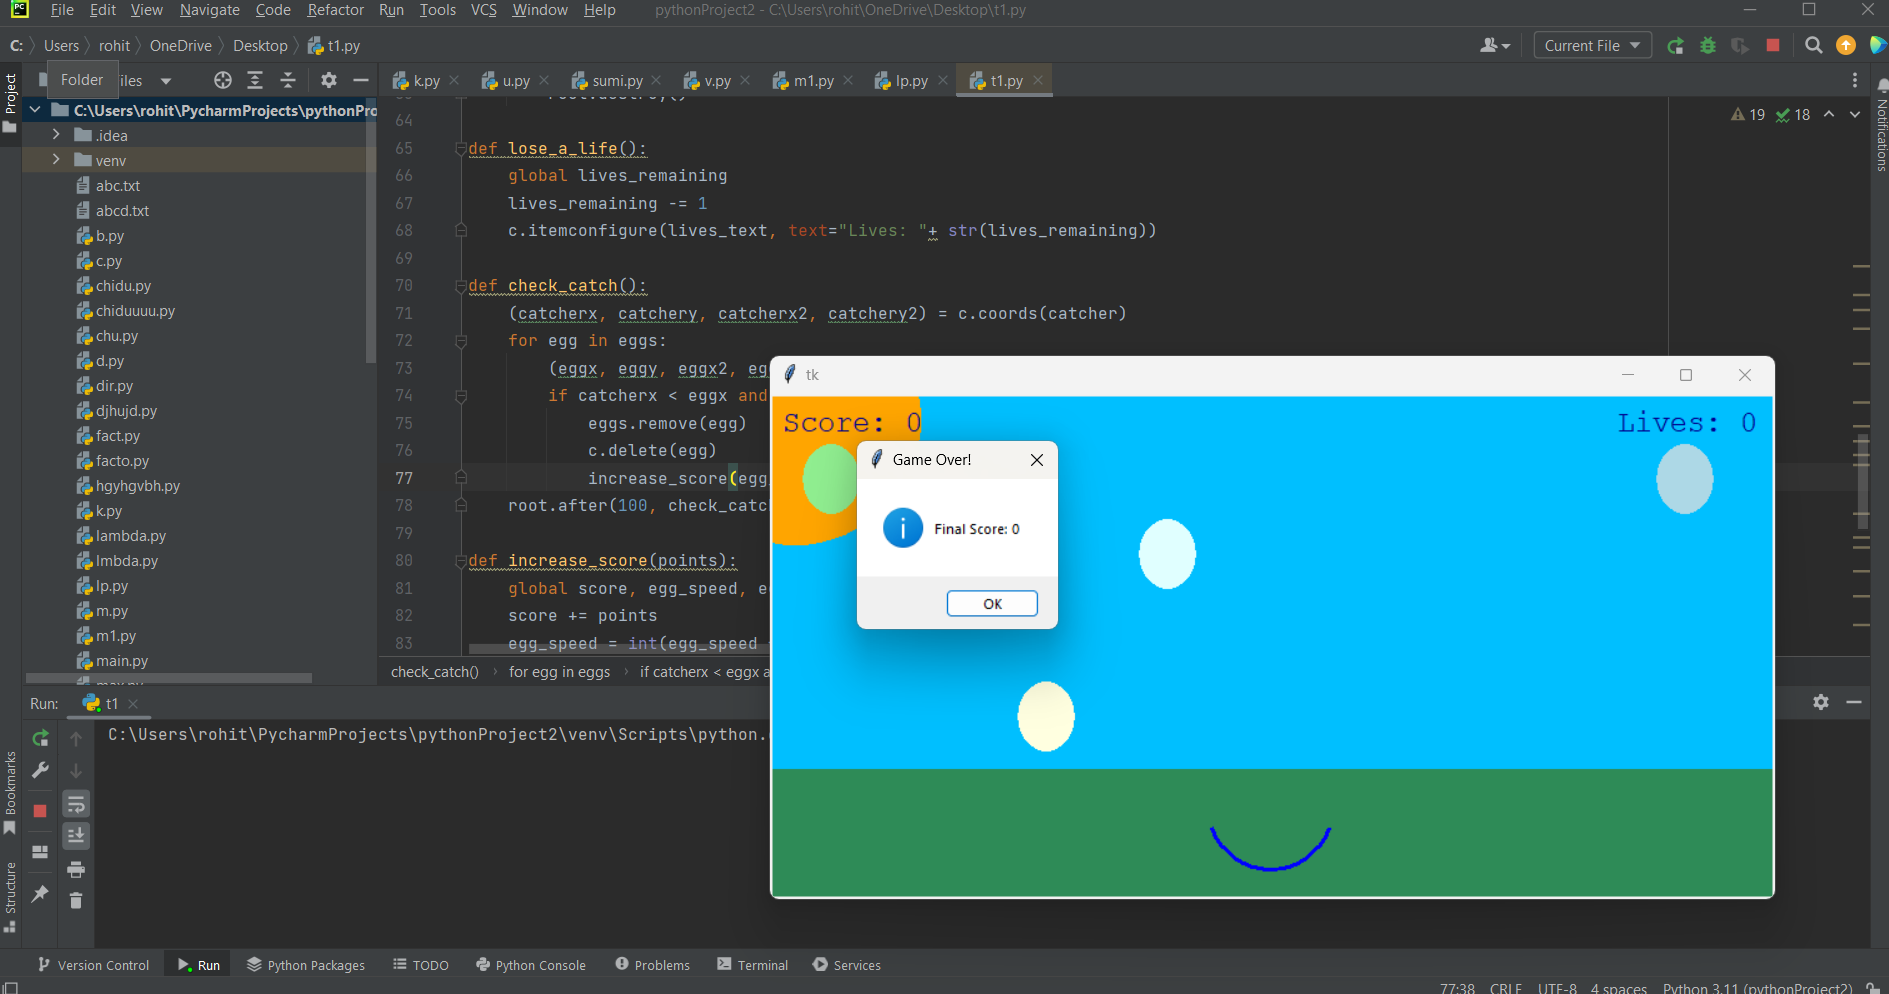 PC File Edit View Navigate Code Refactor Run Tools VCS Window Help pythonProject2 - C:\Users\rohit\OneDrive\Desktop\t1.py
C: Users rohit OneDrive Desktop t1.py Current File
Project Folder iles k.py u.py sumi.py v.py m1.py lp.py t1.py Notifications
C:\Users\rohit\PycharmProjects\pythonPro
.idea
venv
abc.txt
abcd.txt
b.py
c.py
chidu.py
chiduuuu.py
chu.py
d.py
dir.py
djhujd.py
fact.py
facto.py
hgyhgvbh.py
k.py
lambda.py
lmbda.py
lp.py
m.py
m1.py
main.py
19 18
64
65 def lose_a_life():
66 global lives_remaining
67 lives_remaining -= 1
68 c.itemconfigure(lives_text, text="Lives: "+ str(lives_remaining))
69
70 def check_catch():
71 (catcherx, catchery, catcherx2, catchery2) = c.coords(catcher)
72 for egg in eggs:
73 (eggx, eggy, eggx2, eg
74 if catcherx < eggx and
75 eggs.remove(egg)
76 c.delete(egg)
77 increase_score(egg
78 root.after(100, check_catc
79
80 def increase_score(points):
81 global score, egg_speed, e
82 score += points
83 egg_speed = int(egg_speed
check_catch() for egg in eggs if catcherx < eggx a
tk
Score: 0 Lives: 0
Game Over!
Final Score: 0
OK
Run: t1
C:\Users\rohit\PycharmProjects\pythonProject2\venv\Scripts\python.
Bookmarks
Structure
Version Control Run Python Packages TODO Python Console Problems Terminal Services
77:38 CRLF UTF-8 4 spaces Python 3.11 (pythonProject2)